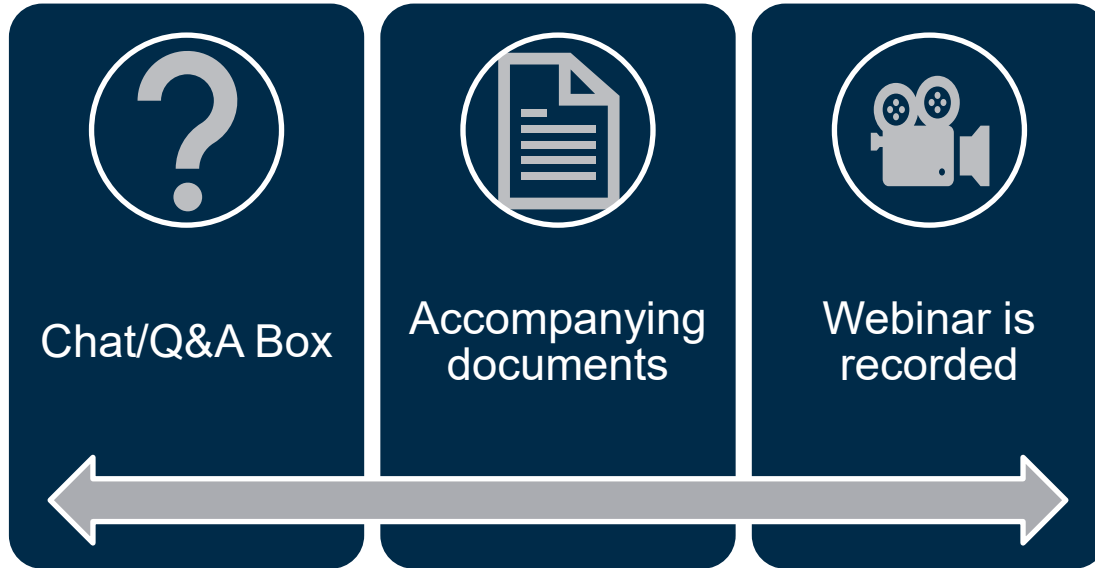 Chat/Q&A Box
Accompanying
documents
Webinar is
recorded